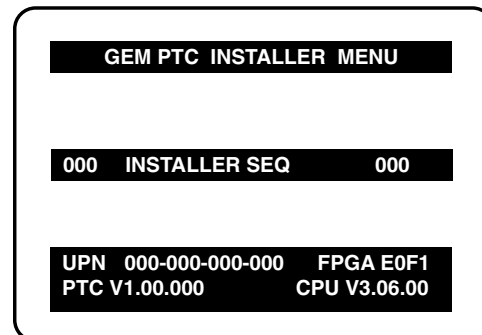 GEM PTC INSTALLER MENU
000 INSTALLER SEQ 000
UPN 000-000-000-000 FPGA E0F1
PTC V1.00.000 CPU V3.06.00